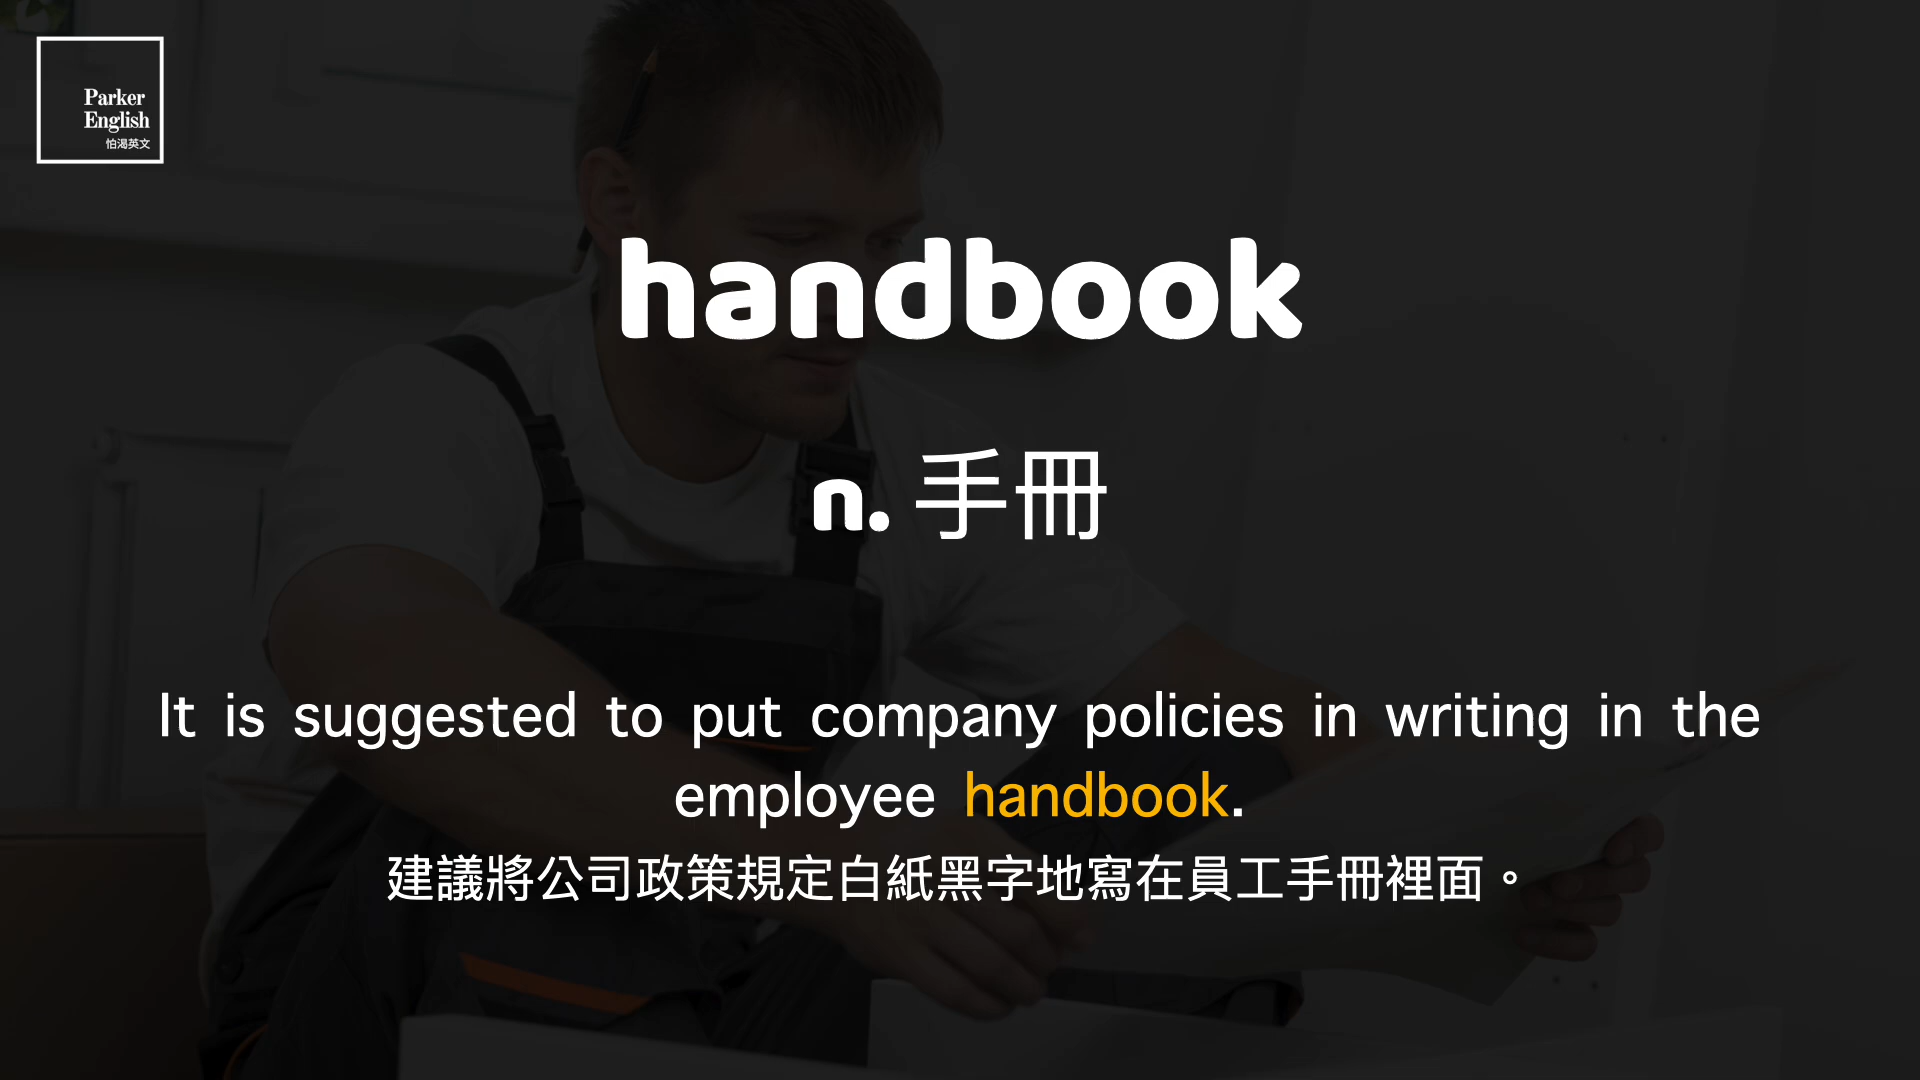 Parker
English
怕渴英文
handbook
n. 手冊
It is suggested to put company policies in writing in the
employee handbook.
建議將公司政策規定白紙黑字地寫在員工手冊裡面。